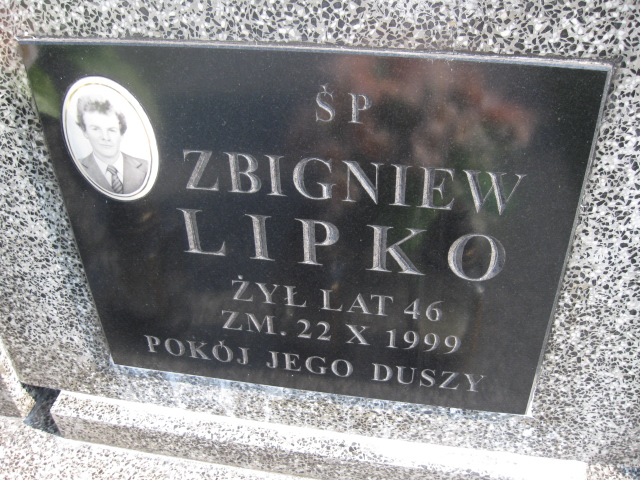 ŚP
ZBIGNIEW
LIPKO
ŻYŁ LAT 46
ZM. 22 X 1999
POKÓJ JEGO DUSZY